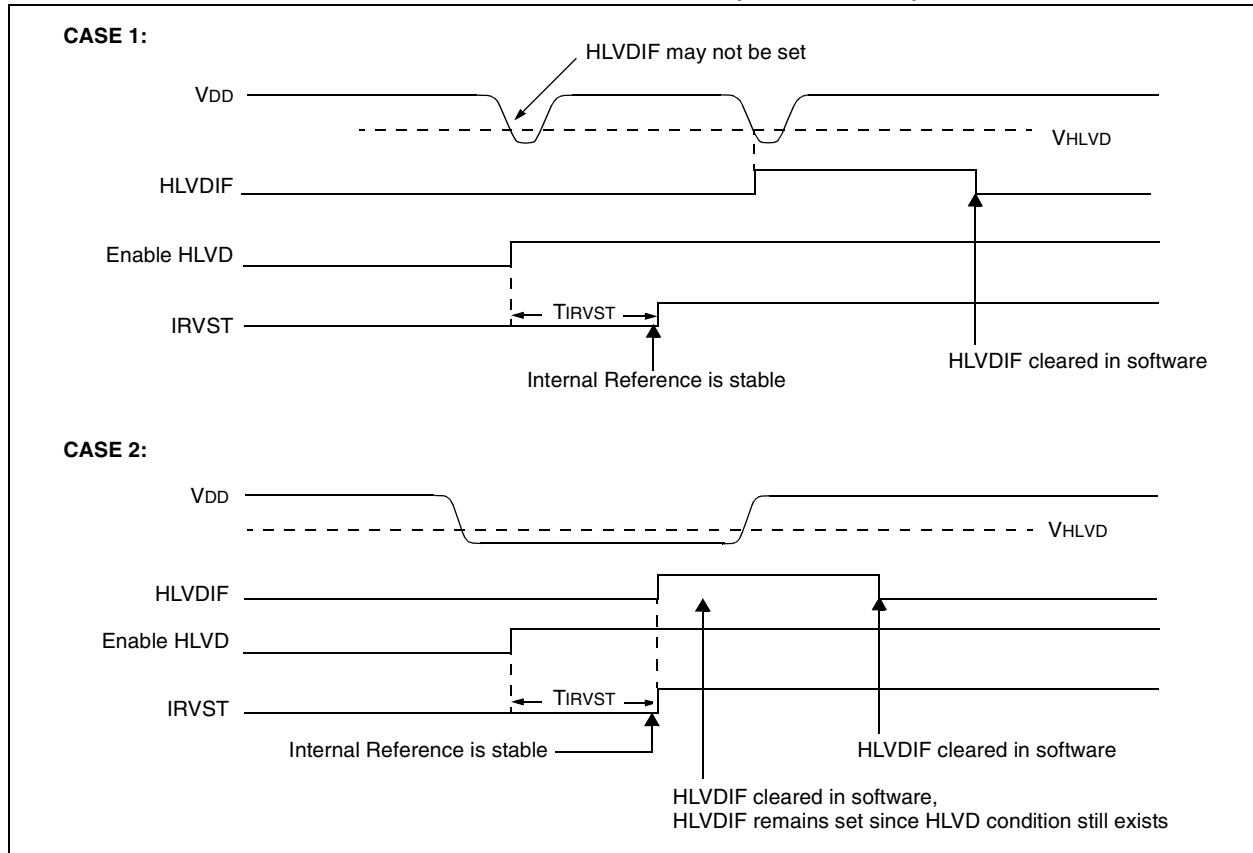 CASE 1:
HLVDIF may not be set
VDD
VHLVD
HLVDIF
Enable HLVD
TIRVST
IRVST
HLVDIF cleared in software
Internal Reference is stable
CASE 2:
VDD
VHLVD
HLVDIF
Enable HLVD
TIRVST
IRVST
Internal Reference is stable
HLVDIF cleared in software
HLVDIF cleared in software,
HLVDIF remains set since HLVD condition still exists